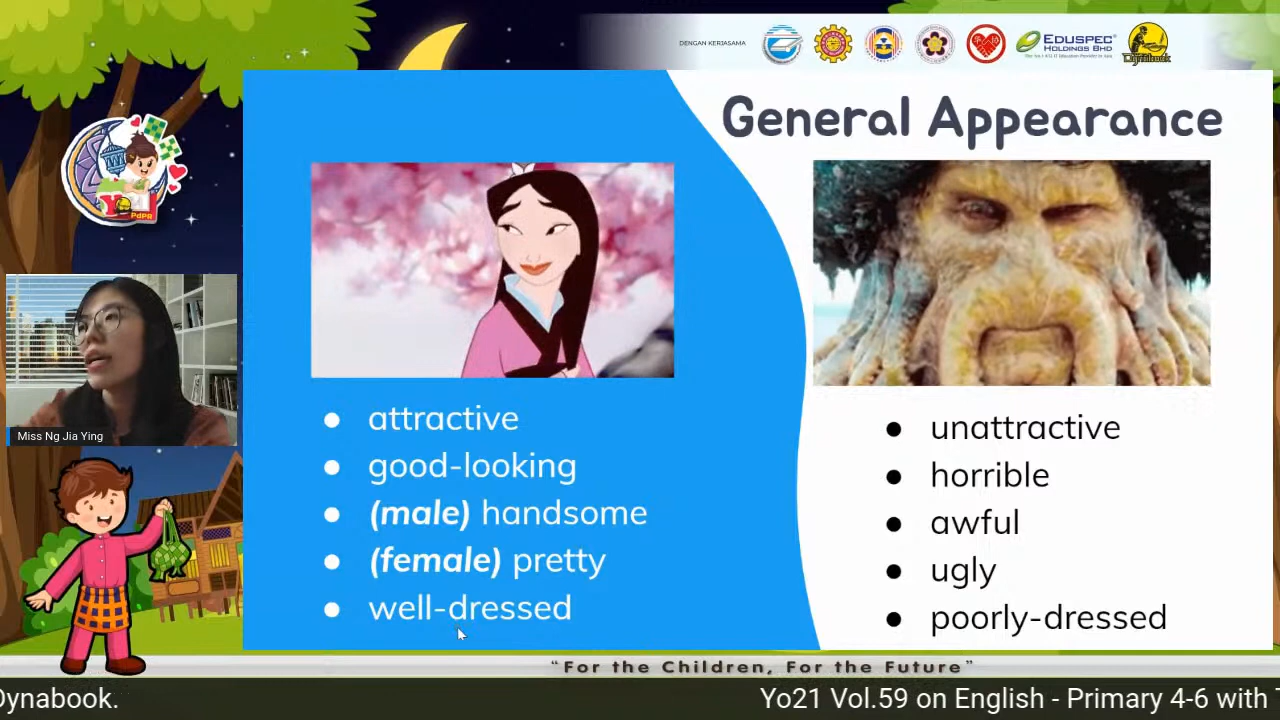 DENGAN KERJASAMA
EDUSPEC
HOLDINGS BHD
Dynabook
General Appearance
PdPR
Miss Ng Jia Ying
● attractive
● good-looking
● (male) handsome
● (female) pretty
● well-dressed
● unattractive
● horrible
● awful
● ugly
● poorly-dressed
“For the Children, For the Future”
Dynabook.
Yo21 Vol.59 on English - Primary 4-6 with